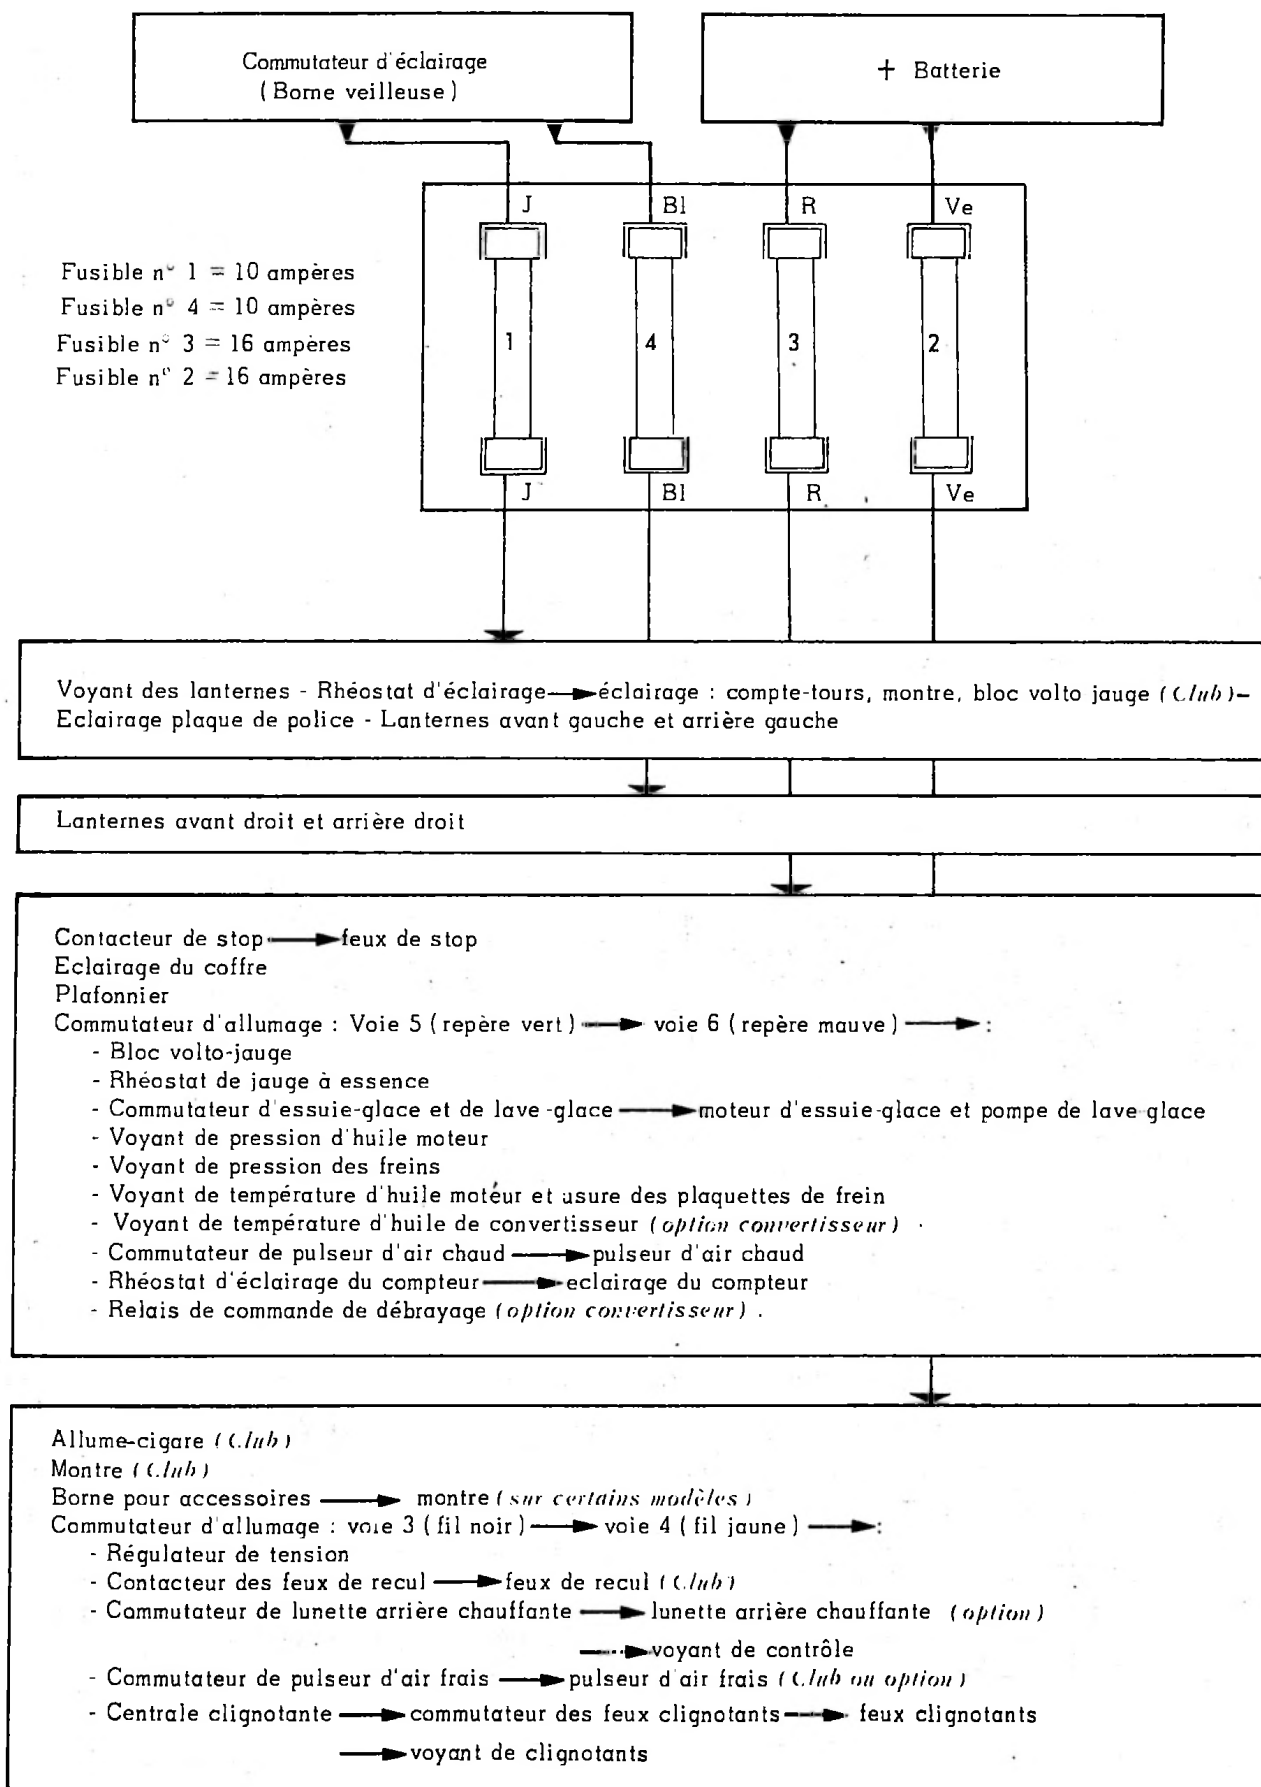 Commutateur d'éclairage
(Borne veilleuse)
+ Batterie
J Bl R Ve
Fusible n° 1 = 10 ampères
Fusible n° 4 = 10 ampères
Fusible n° 3 = 16 ampères
Fusible n° 2 = 16 ampères
1 4 3 2
J Bl R Ve
Voyant des lanternes - Rhéostat d'éclairage → éclairage : compte-tours, montre, bloc volto jauge (Club) -
Eclairage plaque de police - Lanternes avant gauche et arrière gauche
Lanternes avant droit et arrière droit
Contacteur de stop → feux de stop
Eclairage du coffre
Plafonnier
Commutateur d'allumage : Voie 5 (repère vert) → voie 6 (repère mauve) → :
- Bloc volto-jauge
- Rhéostat de jauge à essence
- Commutateur d'essuie-glace et de lave-glace → moteur d'essuie-glace et pompe de lave glace
- Voyant de pression d'huile moteur
- Voyant de pression des freins
- Voyant de température d'huile motéur et usure des plaquettes de frein
- Voyant de température d'huile de convertisseur (option convertisseur) .
- Commutateur de pulseur d'air chaud → pulseur d'air chaud
- Rhéostat d'éclairage du compteur → eclairage du compteur
- Relais de commande de débrayage (option convertisseur) .
Allume-cigare (Club)
Montre (Club)
Borne pour accessoires → montre (sur certains modèles)
Commutateur d'allumage : voie 3 (fil noir) → voie 4 (fil jaune) → :
- Régulateur de tension
- Contacteur des feux de recul → feux de recul (Club)
- Commutateur de lunette arrière chauffante → lunette arrière chauffante (option)
→ voyant de contrôle
- Commutateur de pulseur d'air frais → pulseur d'air frais (Club ou option)
- Centrale clignotante → commutateur des feux clignotants → feux clignotants
→ voyant de clignotants